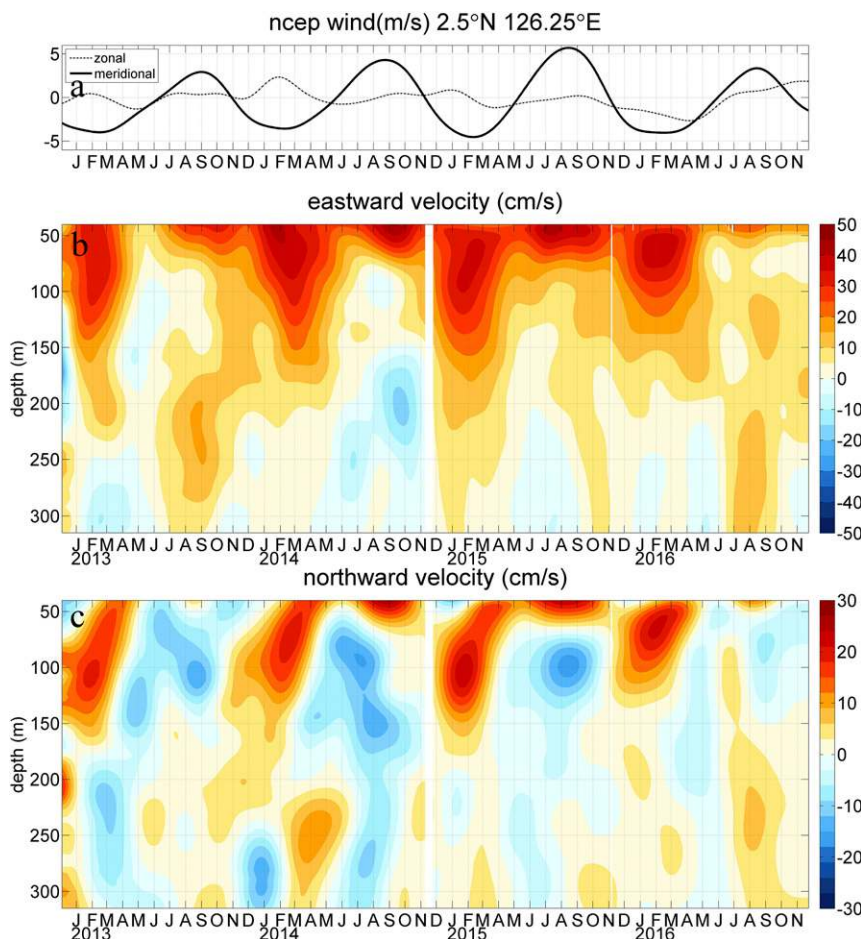 ncep wind(m/s) 2.5°N 126.25°E
zonal
meridional
a
5
0
-5
J F M A M J J A S O N D J F M A M J J A S O N D J F M A M J J A S O N D J F M A M J J A S O N
eastward velocity (cm/s)
b
depth (m)
50
100
150
200
250
300
50
40
30
20
10
0
-10
-20
-30
-40
-50
J F M A M J J A S O N D J F M A M J J A S O N D J F M A M J J A S O N D J F M A M J J A S O N
2013 2014 2015 2016
northward velocity (cm/s)
c
depth (m)
50
100
150
200
250
300
30
20
10
0
-10
-20
-30
J F M A M J J A S O N D J F M A M J J A S O N D J F M A M J J A S O N D J F M A M J J A S O N
2013 2014 2015 2016